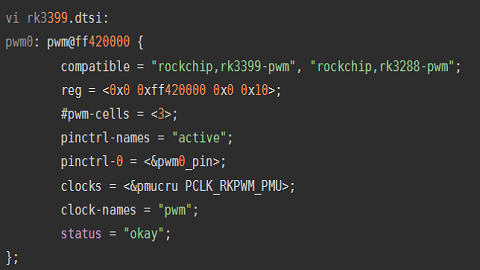 vi rk3399.dtsi:
pwm0: pwm@ff420000 {
compatible = "rockchip,rk3399-pwm", "rockchip,rk3288-pwm";
reg = <0x0 0xff420000 0x0 0x10>;
#pwm-cells = <3>;
pinctrl-names = "active";
pinctrl-0 = <&pwm0_pin>;
clocks = <&pmucru PCLK_RKPWM_PMU>;
clock-names = "pwm";
status = "okay";
};